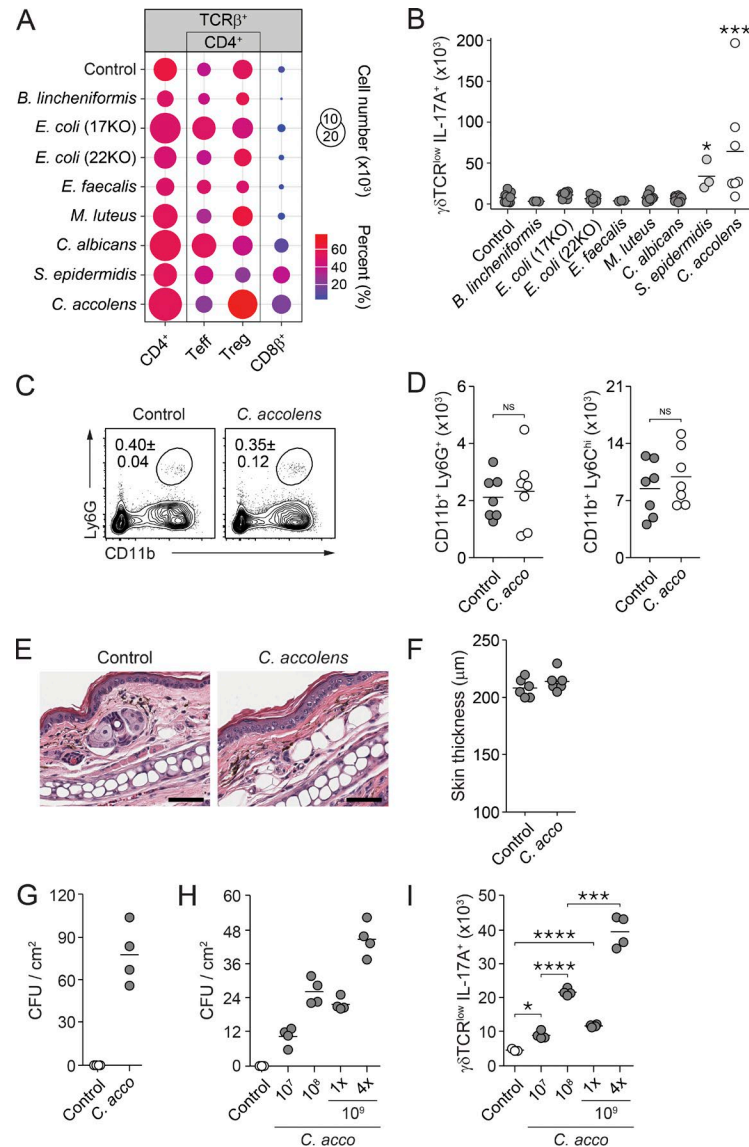 A
TCRβ⁺
CD4⁺
Control
B. lincheniformis
E. coli (17KO)
E. coli (22KO)
E. faecalis
M. luteus
C. albicans
S. epidermidis
C. accolens
CD4⁺
Teff
Treg
CD8β⁺
Cell number (x10³)
10
20
Percent (%)
60
40
20
B
γδTCRˡᵒʷ IL-17A⁺ (x10³)
200
150
100
50
0
*
***
Control
B. lincheniformis
E. coli (17KO)
E. coli (22KO)
E. faecalis
M. luteus
C. albicans
S. epidermidis
C. accolens
C
Control
C. accolens
0.40±
0.04
0.35±
0.12
Ly6G
CD11b
D
CD11b⁺ Ly6G⁺ (x10³)
6
4
2
0
NS
Control
C. acco
CD11b⁺ Ly6Cʰⁱ (x10³)
21
14
7
0
NS
Control
C. acco
E
Control
C. accolens
F
Skin thickness (µm)
250
200
150
100
Control
C. acco
G
CFU / cm²
120
90
60
30
0
Control
C. acco
H
CFU / cm²
60
48
36
24
12
0
Control
10⁷
10⁸
1x
4x
10⁹
C. acco
I
γδTCRˡᵒʷ IL-17A⁺ (x10³)
50
40
30
20
10
0
***
****
****
*
Control
10⁷
10⁸
1x
4x
10⁹
C. acco